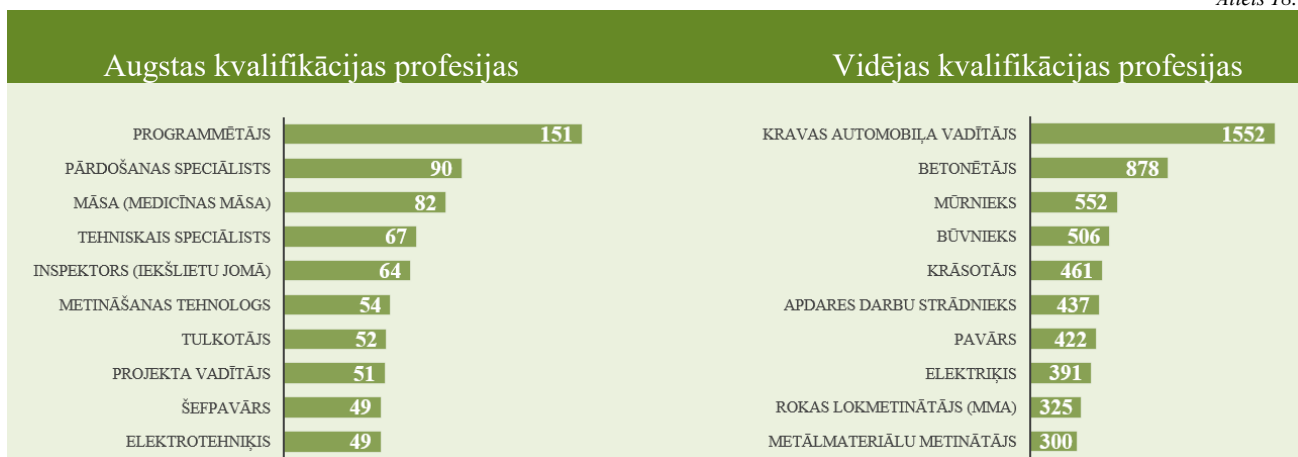 Augstas kvalifikācijas profesijas
PROGRAMMĒTĀJS 151
PĀRDOŠANAS SPECIĀLISTS 90
MĀSA (MEDICĪNAS MĀSA) 82
TEHNISKAIS SPECIĀLISTS 67
INSPEKTORS (IEKŠLIETU JOMĀ) 64
METINĀŠANAS TEHNOLOGS 54
TULKOTĀJS 52
PROJEKTA VADĪTĀJS 51
ŠEFPAVĀRS 49
ELEKTROTEHNIĶIS 49
Vidējas kvalifikācijas profesijas
KRAVAS AUTOMOBIĻA VADĪTĀJS 1552
BETONĒTĀJS 878
MŪRNIEKS 552
BŪVNIEKS 506
KRĀSOTĀJS 461
APDARES DARBU STRĀDNIEKS 437
PAVĀRS 422
ELEKTRIĶIS 391
ROKAS LOKMETINĀTĀJS (MMA) 325
METĀLMATERIĀLU METINĀTĀJS 300